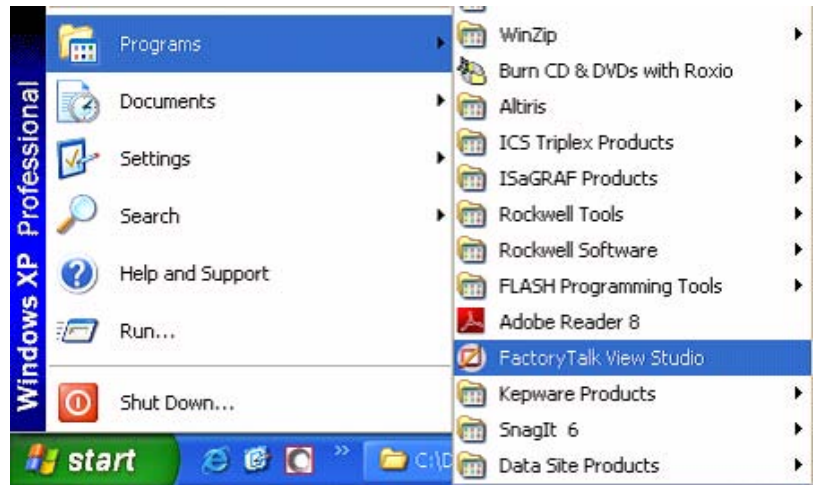 Windows XP Professional
Programs
Documents
Settings
Search
Help and Support
Run...
Shut Down...
WinZip
Burn CD & DVDs with Roxio
Altiris
ICS Triplex Products
ISaGRAF Products
Rockwell Tools
Rockwell Software
FLASH Programming Tools
Adobe Reader 8
FactoryTalk View Studio
Kepware Products
SnagIt 6
Data Site Products
start
C:\D